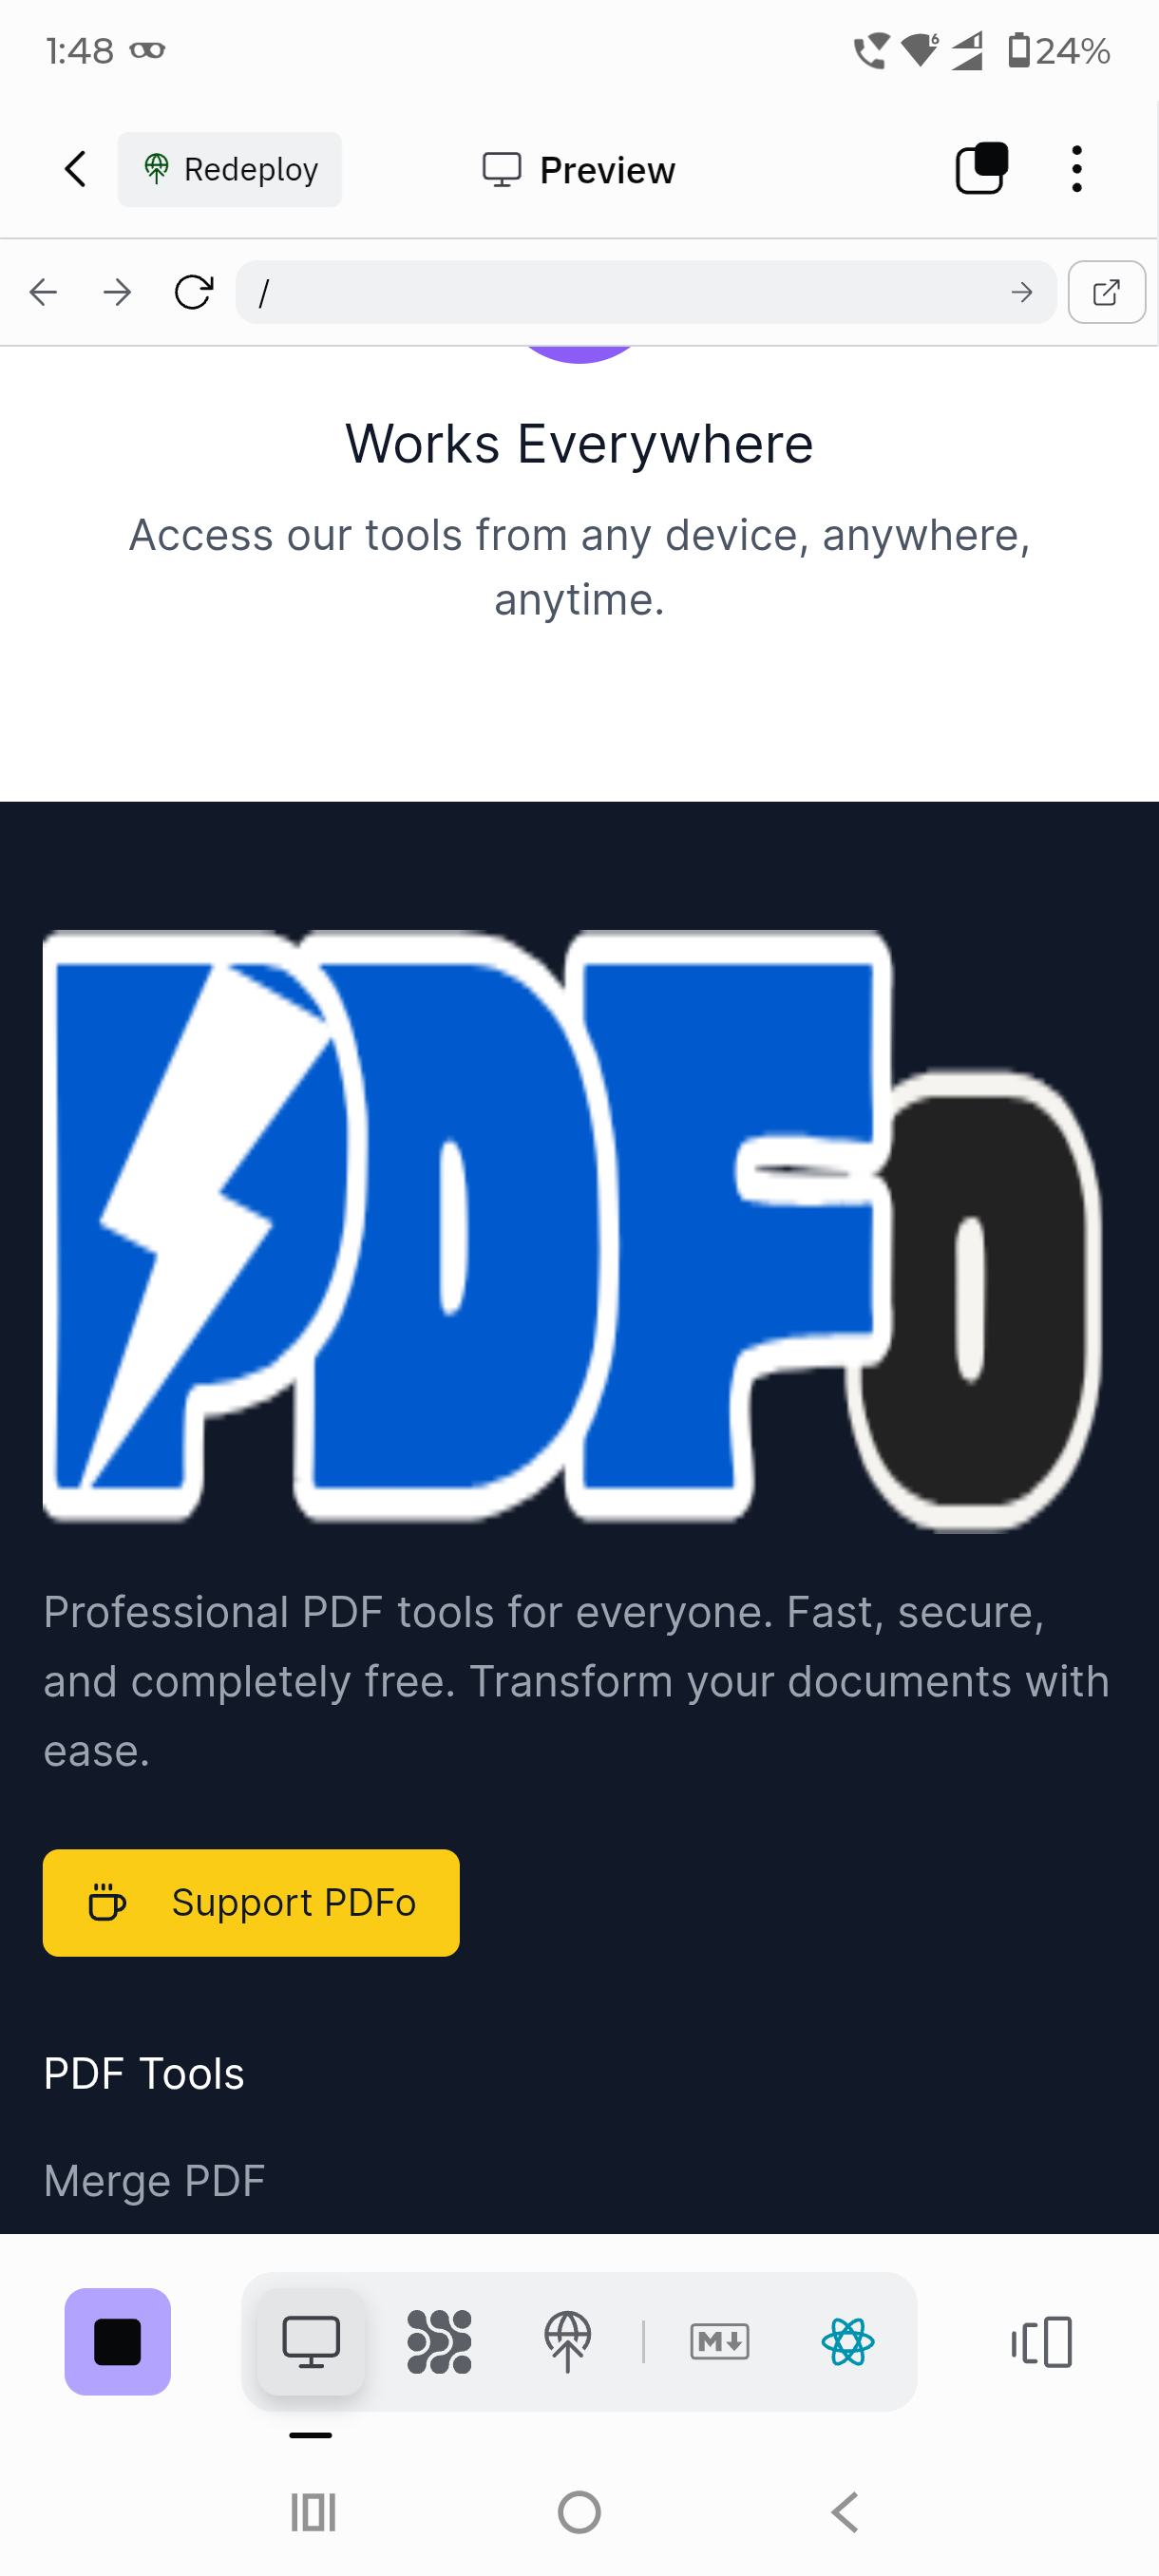 1:48
6
24%
Redeploy
Preview
/
Works Everywhere
Access our tools from any device, anywhere,
anytime.
PDFo
Professional PDF tools for everyone. Fast, secure,
and completely free. Transform your documents with
ease.
Support PDFo
PDF Tools
Merge PDF
M